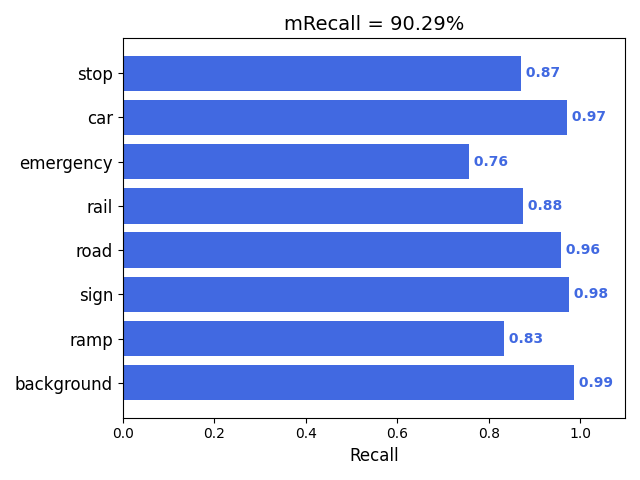 mRecall = 90.29%
stop 0.87
car 0.97
emergency 0.76
rail 0.88
road 0.96
sign 0.98
ramp 0.83
background 0.99
0.0 0.2 0.4 0.6 0.8 1.0
Recall